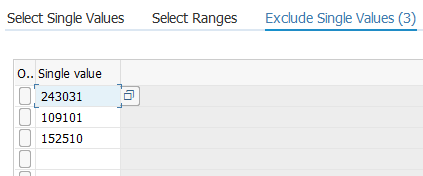 Select Single Values Select Ranges Exclude Single Values (3)
O.. Single value
243031
109101
152510